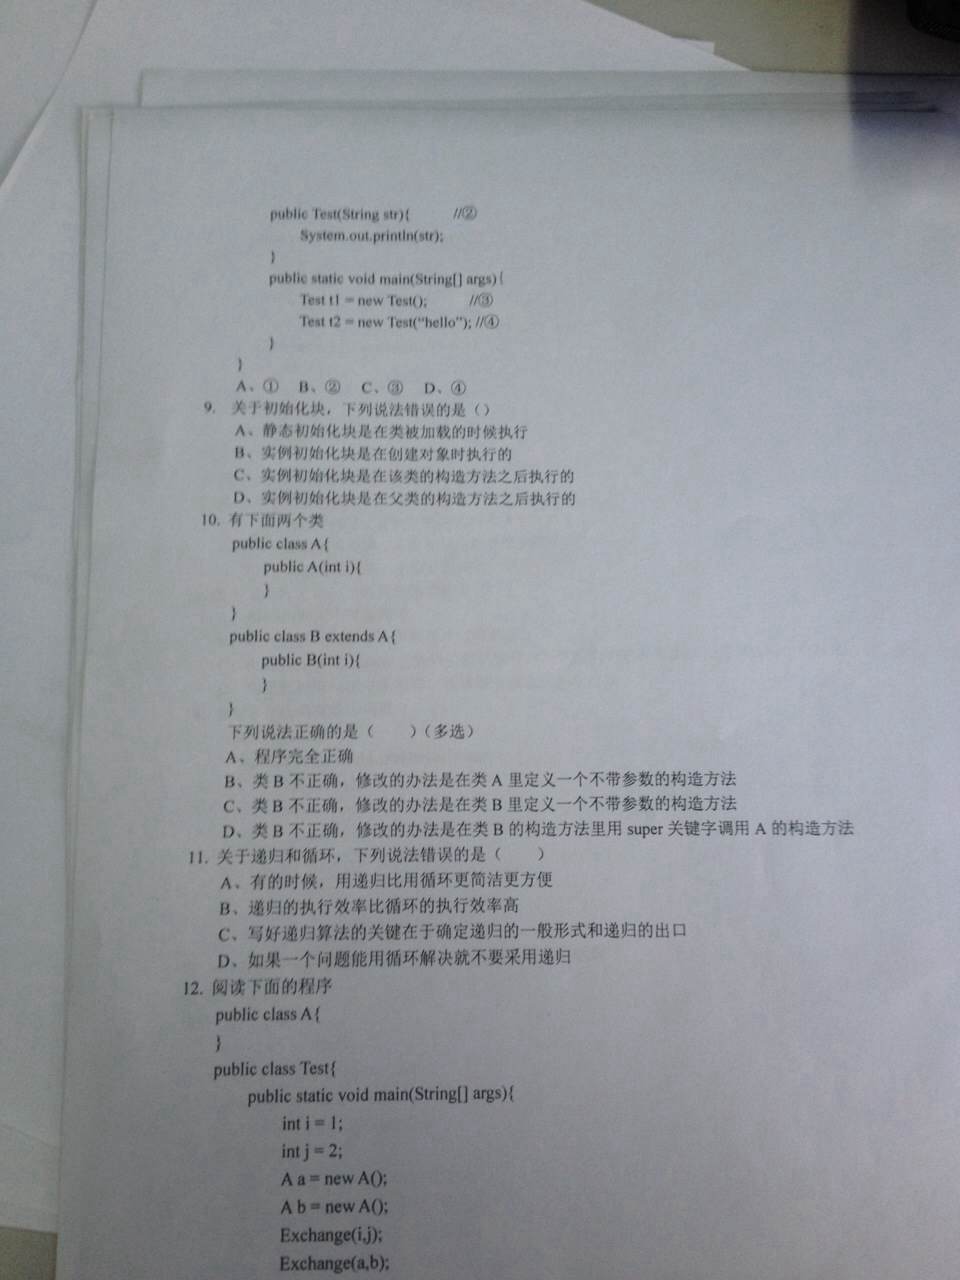 public Test(String str){ //②
System.out.println(str);
}
public static void main(String[] args){
Test t1 = new Test(); //③
Test t2 = new Test(“hello”); //④
}
}
A、① B、② C、③ D、④
9. 关于初始化块，下列说法错误的是（）
A、静态初始化块是在类被加载的时候执行
B、实例初始化块是在创建对象时执行的
C、实例初始化块是在该类的构造方法之后执行的
D、实例初始化块是在父类的构造方法之后执行的
10. 有下面两个类
public class A{
public A(int i){
}
}
public class B extends A{
public B(int i){
}
}
下列说法正确的是（ ）（多选）
A、程序完全正确
B、类 B 不正确，修改的办法是在类 A 里定义一个不带参数的构造方法
C、类 B 不正确，修改的办法是在类 B 里定义一个不带参数的构造方法
D、类 B 不正确，修改的办法是在类 B 的构造方法里用 super 关键字调用 A 的构造方法
11. 关于递归和循环，下列说法错误的是（ ）
A、有的时候，用递归比用循环更简洁更方便
B、递归的执行效率比循环的执行效率高
C、写好递归算法的关键在于确定递归的一般形式和递归的出口
D、如果一个问题能用循环解决就不要采用递归
12. 阅读下面的程序
public class A{
}
public class Test{
public static void main(String[] args){
int i = 1;
int j = 2;
A a = new A();
A b = new A();
Exchange(i,j);
Exchange(a,b);